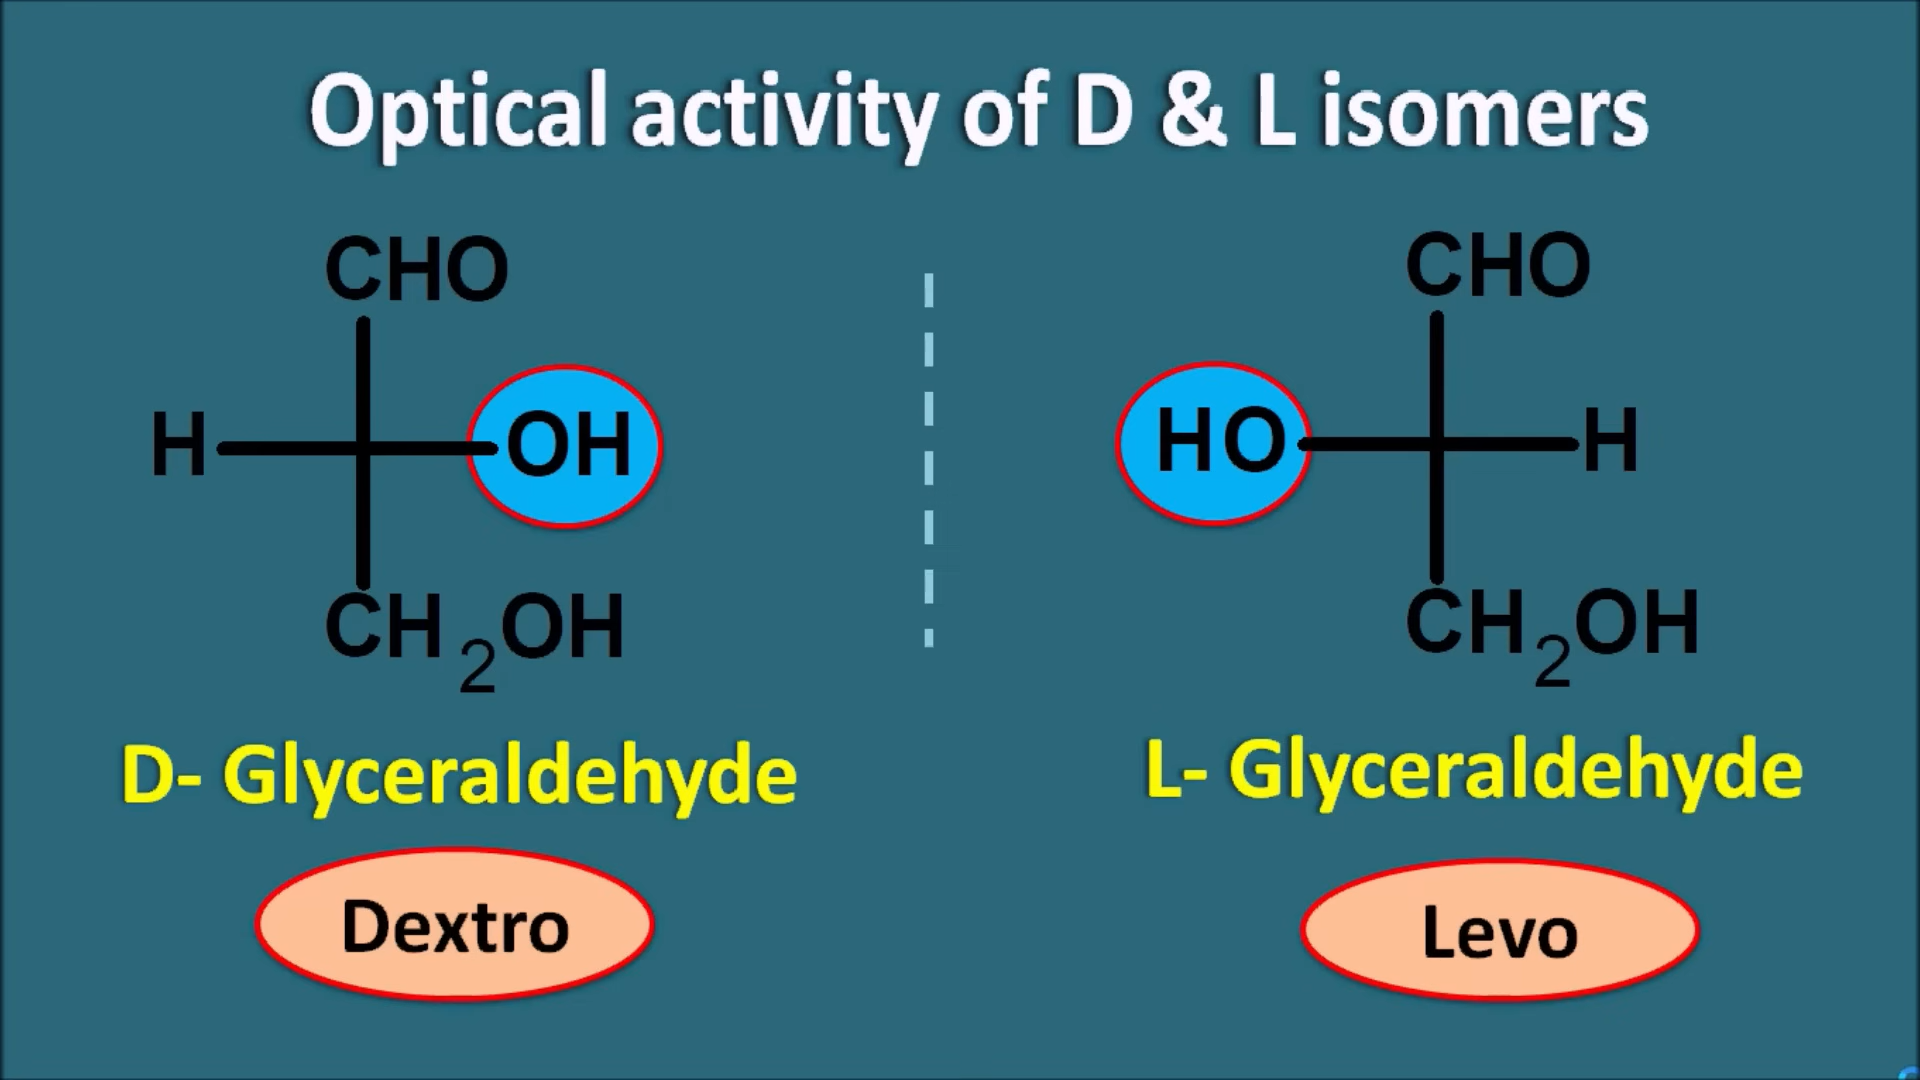 Optical activity of D & L isomers
CHO
H
OH
CH2OH
D- Glyceraldehyde
Dextro
CHO
HO
H
CH2OH
L- Glyceraldehyde
Levo